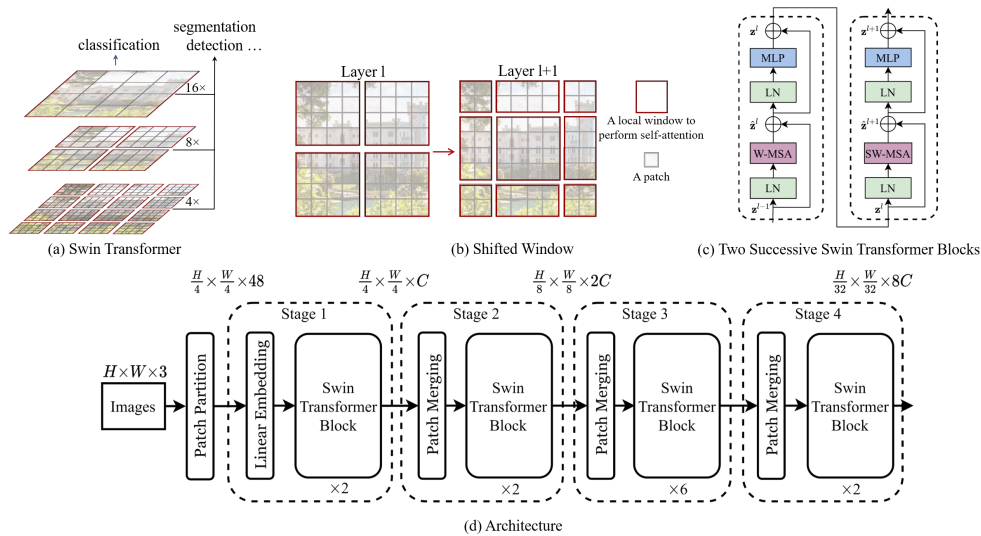 classification
segmentation
detection ...
16×
8×
4×
(a) Swin Transformer
Layer l
Layer l+1
A local window to
perform self-attention
A patch
(b) Shifted Window
z^l
MLP
LN
ẑ^l
W-MSA
LN
z^{l−1}
z^{l+1}
MLP
LN
ẑ^{l+1}
SW-MSA
LN
z^l
(c) Two Successive Swin Transformer Blocks
H/4 × W/4 × 48
H/4 × W/4 × C
H/8 × W/8 × 2C
H/32 × W/32 × 8C
H×W×3
Images
Patch Partition
Stage 1
Linear Embedding
Swin
Transformer
Block
×2
Stage 2
Patch Merging
Swin
Transformer
Block
×2
Stage 3
Patch Merging
Swin
Transformer
Block
×6
Stage 4
Patch Merging
Swin
Transformer
Block
×2
(d) Architecture